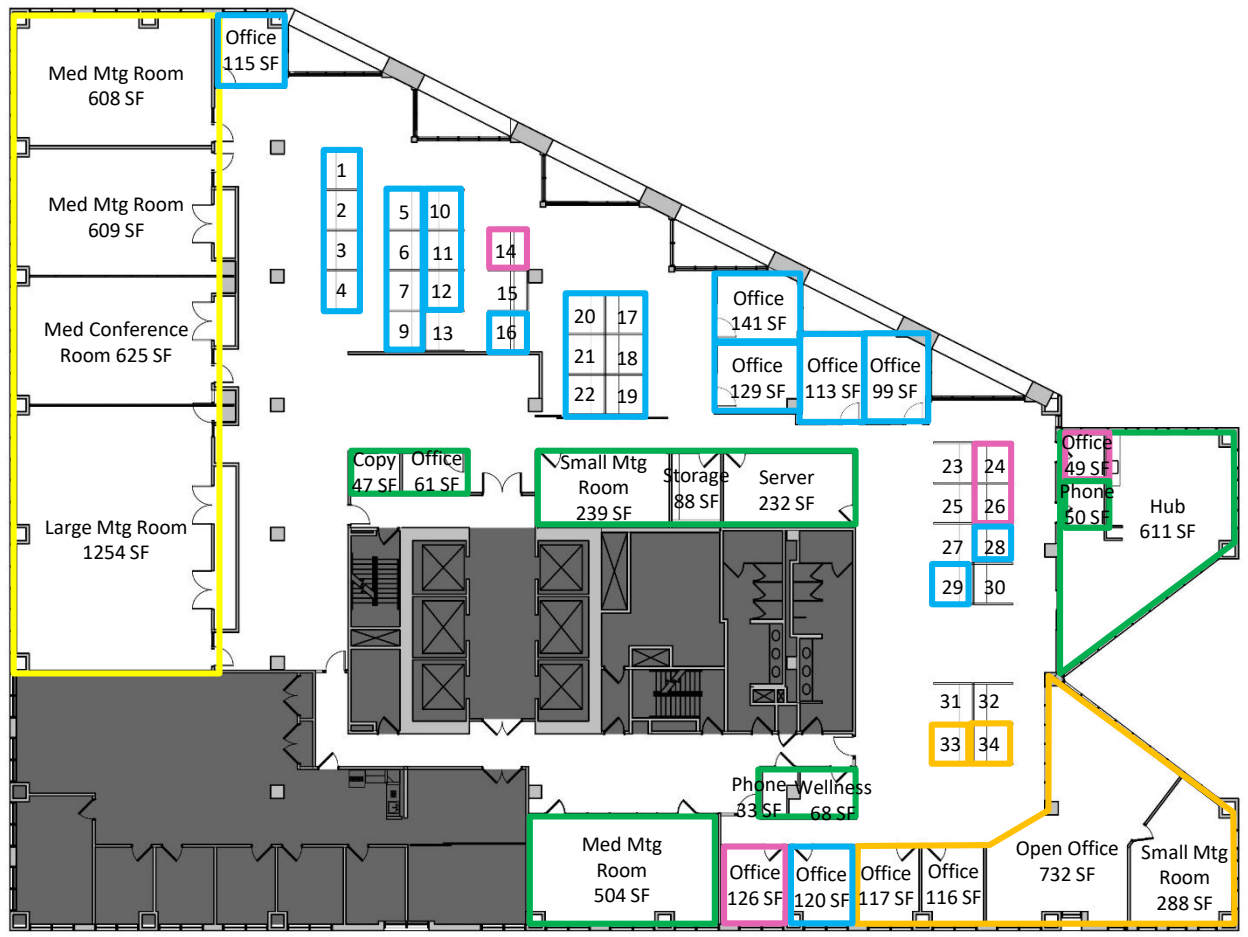 Office
115 SF
Med Mtg Room
608 SF
1
2
3
4
Med Mtg Room
609 SF
5
6
7
9
10
11
12
13
14
15
16
Med Conference
Room 625 SF
20
17
21
18
22
19
Office
141 SF
Office
129 SF
Office
113 SF
Office
99 SF
Large Mtg Room
1254 SF
Copy
47 SF
Office
61 SF
Small Mtg
Room
239 SF
Storage
88 SF
Server
232 SF
23
24
25
26
27
28
29
30
Office
49 SF
Phone
50 SF
Hub
611 SF
31
32
33
34
Phone
33 SF
Wellness
68 SF
Med Mtg
Room
504 SF
Office
126 SF
Office
120 SF
Office
117 SF
Office
116 SF
Open Office
732 SF
Small Mtg
Room
288 SF